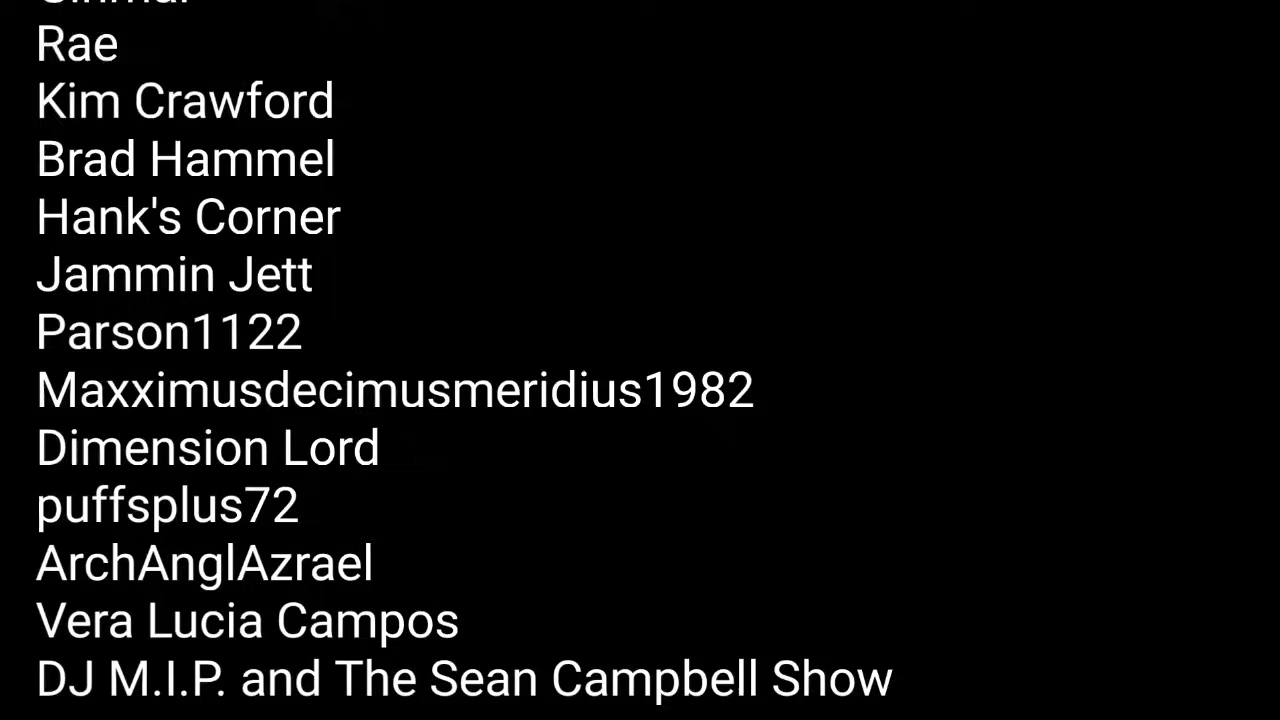 Rae
Kim Crawford
Brad Hammel
Hank's Corner
Jammin Jett
Parson1122
Maxximusdecimusmeridius1982
Dimension Lord
puffsplus72
ArchAnglAzrael
Vera Lucia Campos
DJ M.I.P. and The Sean Campbell Show